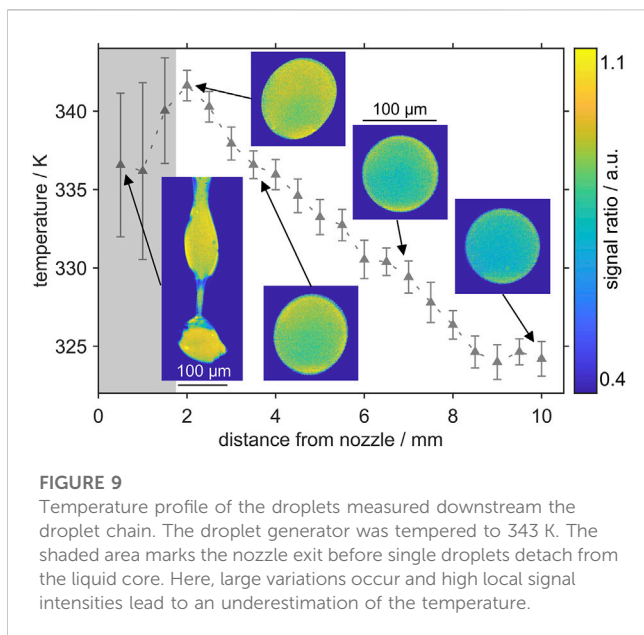 340
335
330
325
temperature / K
0
2
4
6
8
10
distance from nozzle / mm
100 µm
100 µm
1.1
0.4
signal ratio / a.u.
FIGURE 9
Temperature profile of the droplets measured downstream the
droplet chain. The droplet generator was tempered to 343 K. The
shaded area marks the nozzle exit before single droplets detach from
the liquid core. Here, large variations occur and high local signal
intensities lead to an underestimation of the temperature.